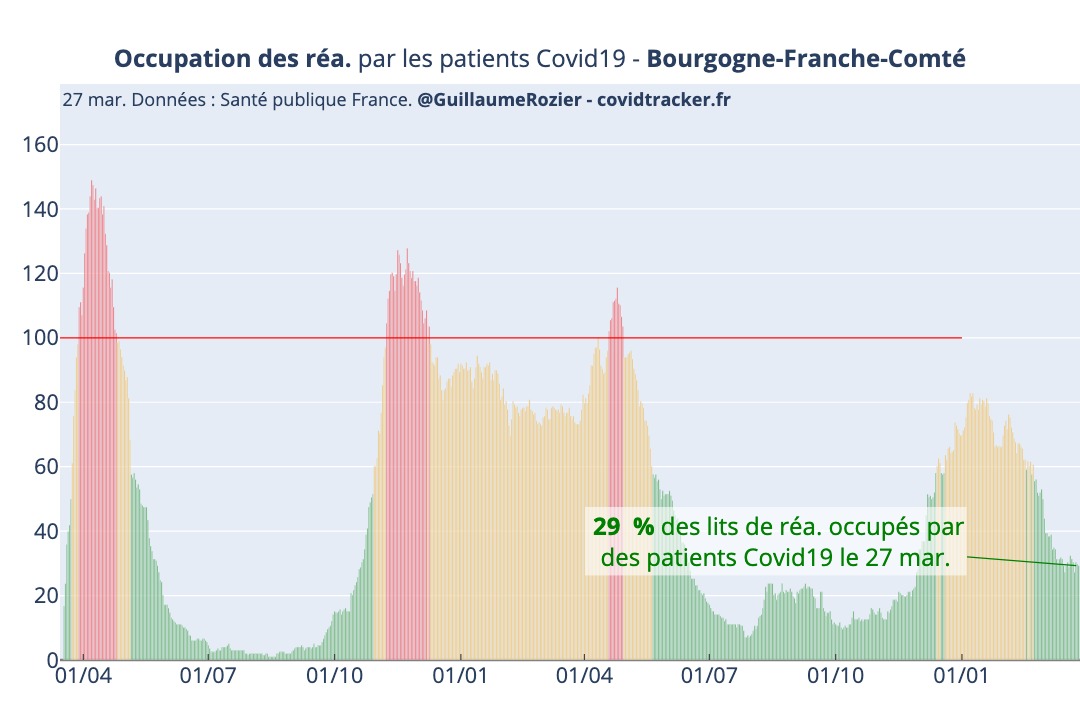 Occupation des réa. par les patients Covid19 - Bourgogne-Franche-Comté
27 mar. Données : Santé publique France. @GuillaumeRozier - covidtracker.fr
160
140
120
100
80
60
40
20
0
29 % des lits de réa. occupés par
des patients Covid19 le 27 mar.
01/04 01/07 01/10 01/01 01/04 01/07 01/10 01/01